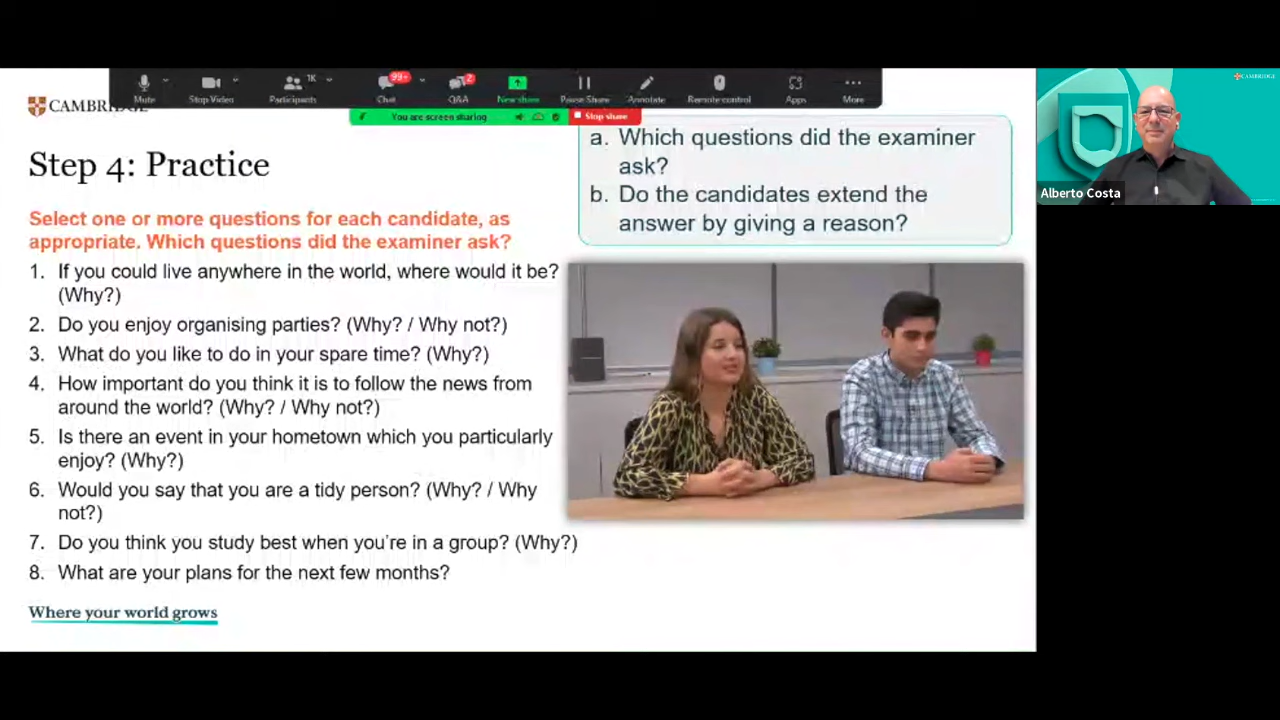 Mute
Stop Video
Participants
1K
Chat
99+
Q&A
2
New share
Pause Share
Annotate
Remote control
Apps
More
You are screen sharing
Stop share
CAMBRIDGE
CAMBRIDGE
Alberto Costa
Step 4: Practice
Select one or more questions for each candidate, as
appropriate. Which questions did the examiner ask?
1. If you could live anywhere in the world, where would it be?
(Why?)
2. Do you enjoy organising parties? (Why? / Why not?)
3. What do you like to do in your spare time? (Why?)
4. How important do you think it is to follow the news from
around the world? (Why? / Why not?)
5. Is there an event in your hometown which you particularly
enjoy? (Why?)
6. Would you say that you are a tidy person? (Why? / Why
not?)
7. Do you think you study best when you're in a group? (Why?)
8. What are your plans for the next few months?
Where your world grows
a. Which questions did the examiner
ask?
b. Do the candidates extend the
answer by giving a reason?